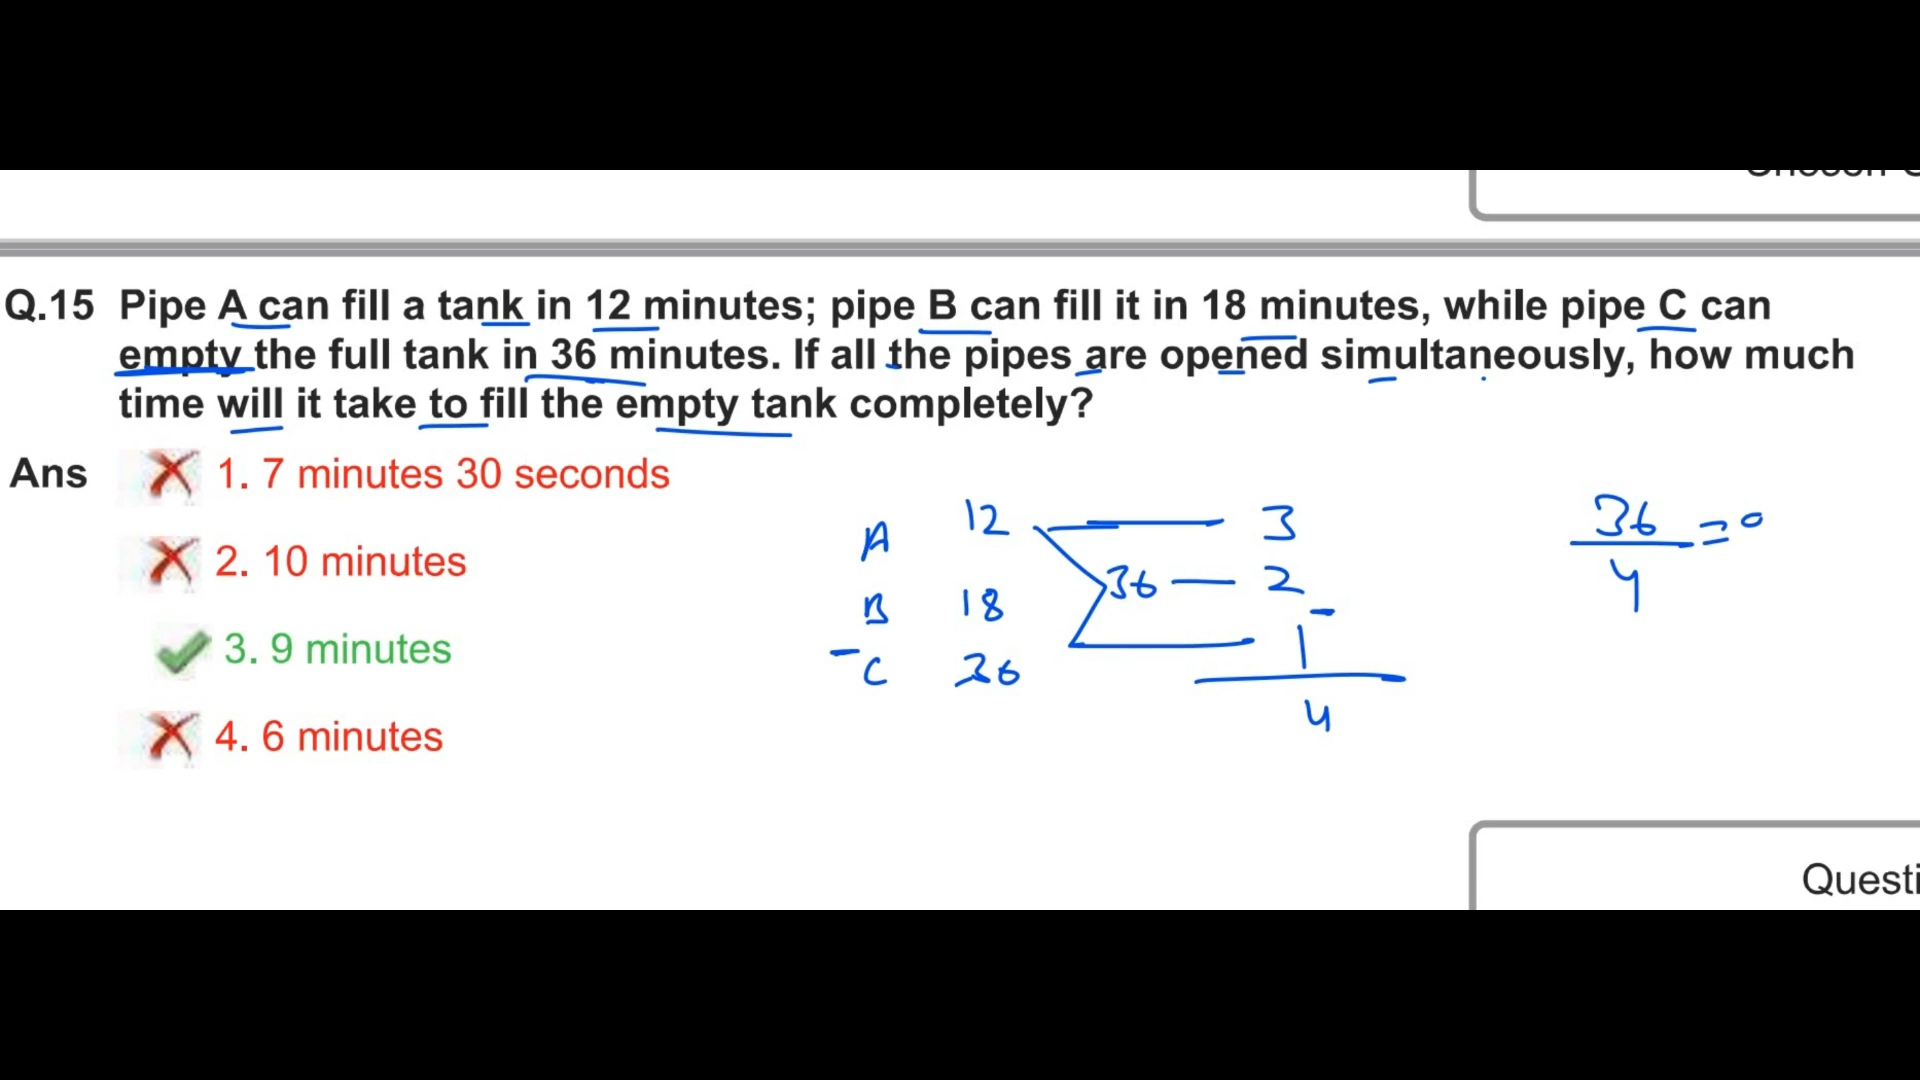 Q.15 Pipe A can fill a tank in 12 minutes; pipe B can fill it in 18 minutes, while pipe C can
empty the full tank in 36 minutes. If all the pipes are opened simultaneously, how much
time will it take to fill the empty tank completely?
Ans 1. 7 minutes 30 seconds
2. 10 minutes
3. 9 minutes
4. 6 minutes
A 12 3
B 18 36 2
- C 36 - 1
4
36/4 =